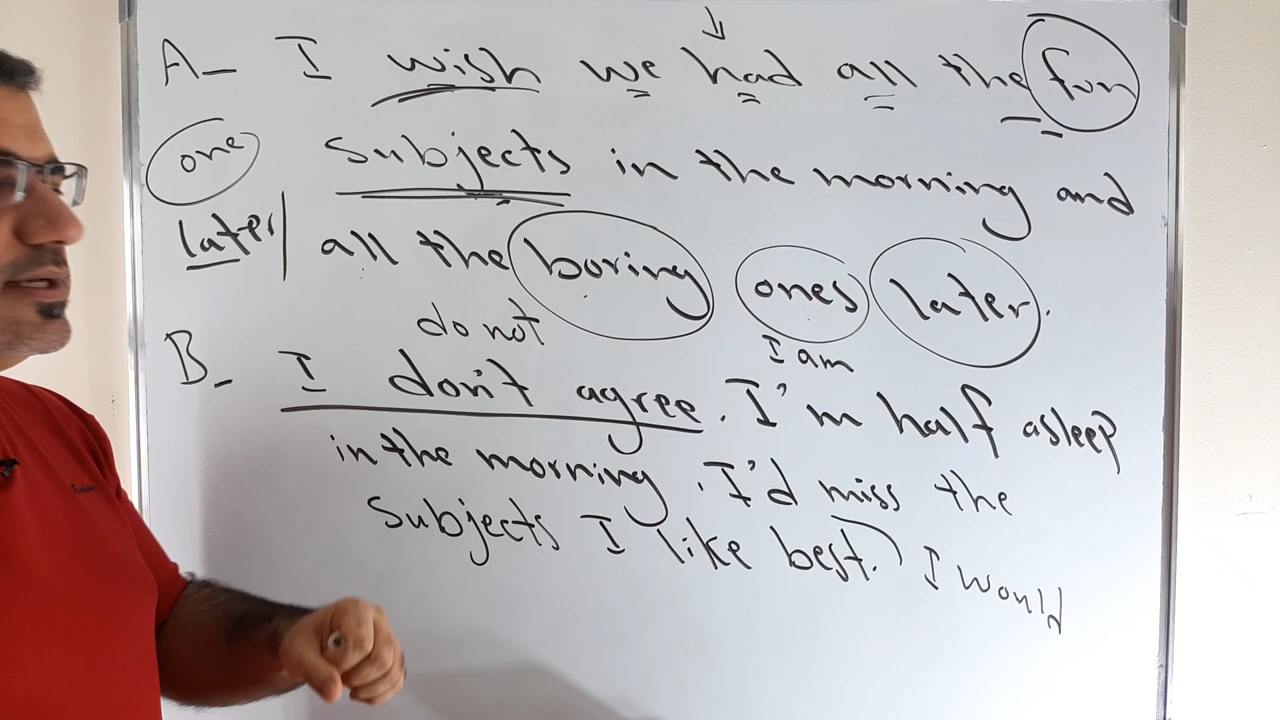 A_ I wish we had all the fun
one subjects in the morning and
later/ all the boring ones later.
do not I am
B_ I don't agree. I'm half asleep
in the morning. I'd miss the
subjects I like best. I would